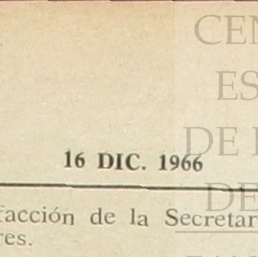 CEN
ES
DE
16 DIC. 1966
DE
facción de la Secretar
res.